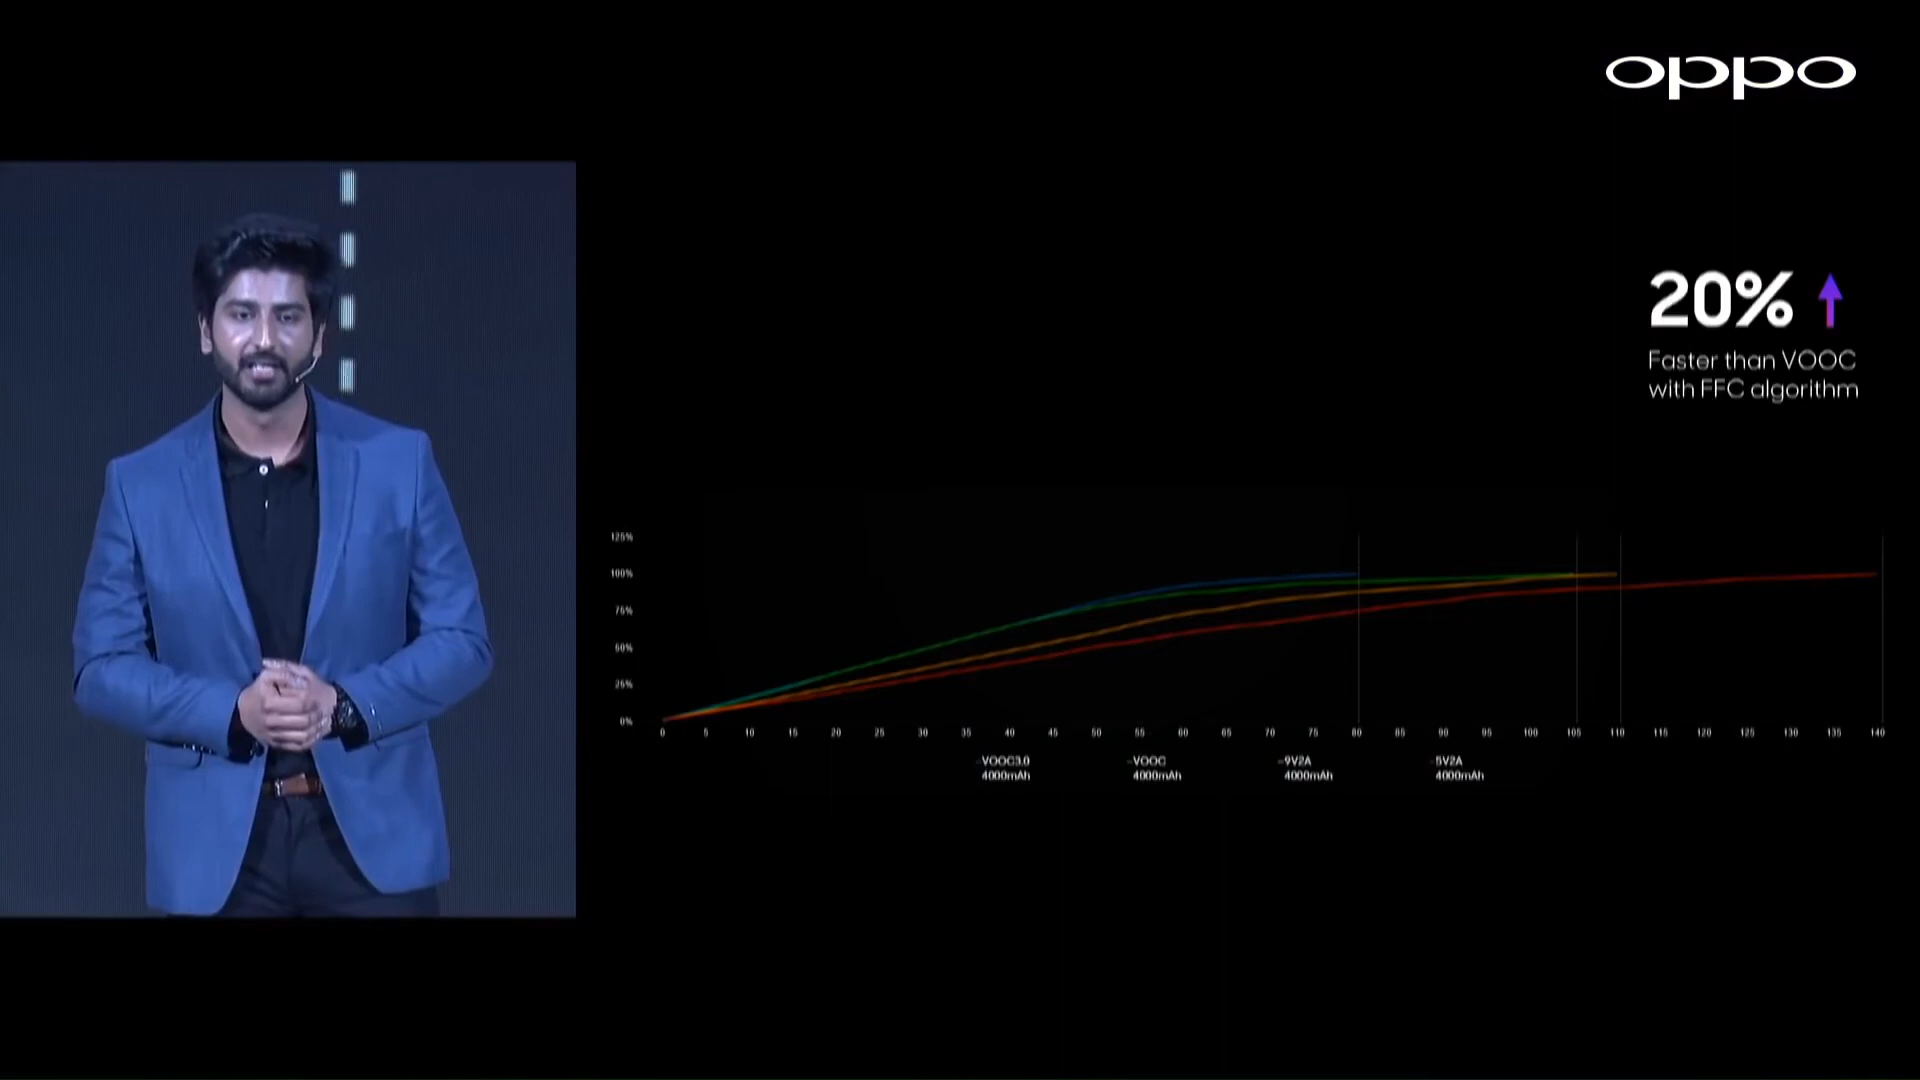 oppo
20%
Faster than VOOC
with FFC algorithm
125%
100%
75%
50%
25%
0%
0 5 10 15 20 25 30 35 40 45 50 55 60 65 70 75 80 85 90 95 100 105 110 115 120 125 130 135 140
VOOC3.0 VOOC 9V2A 5V2A
4000mAh 4000mAh 4000mAh 4000mAh